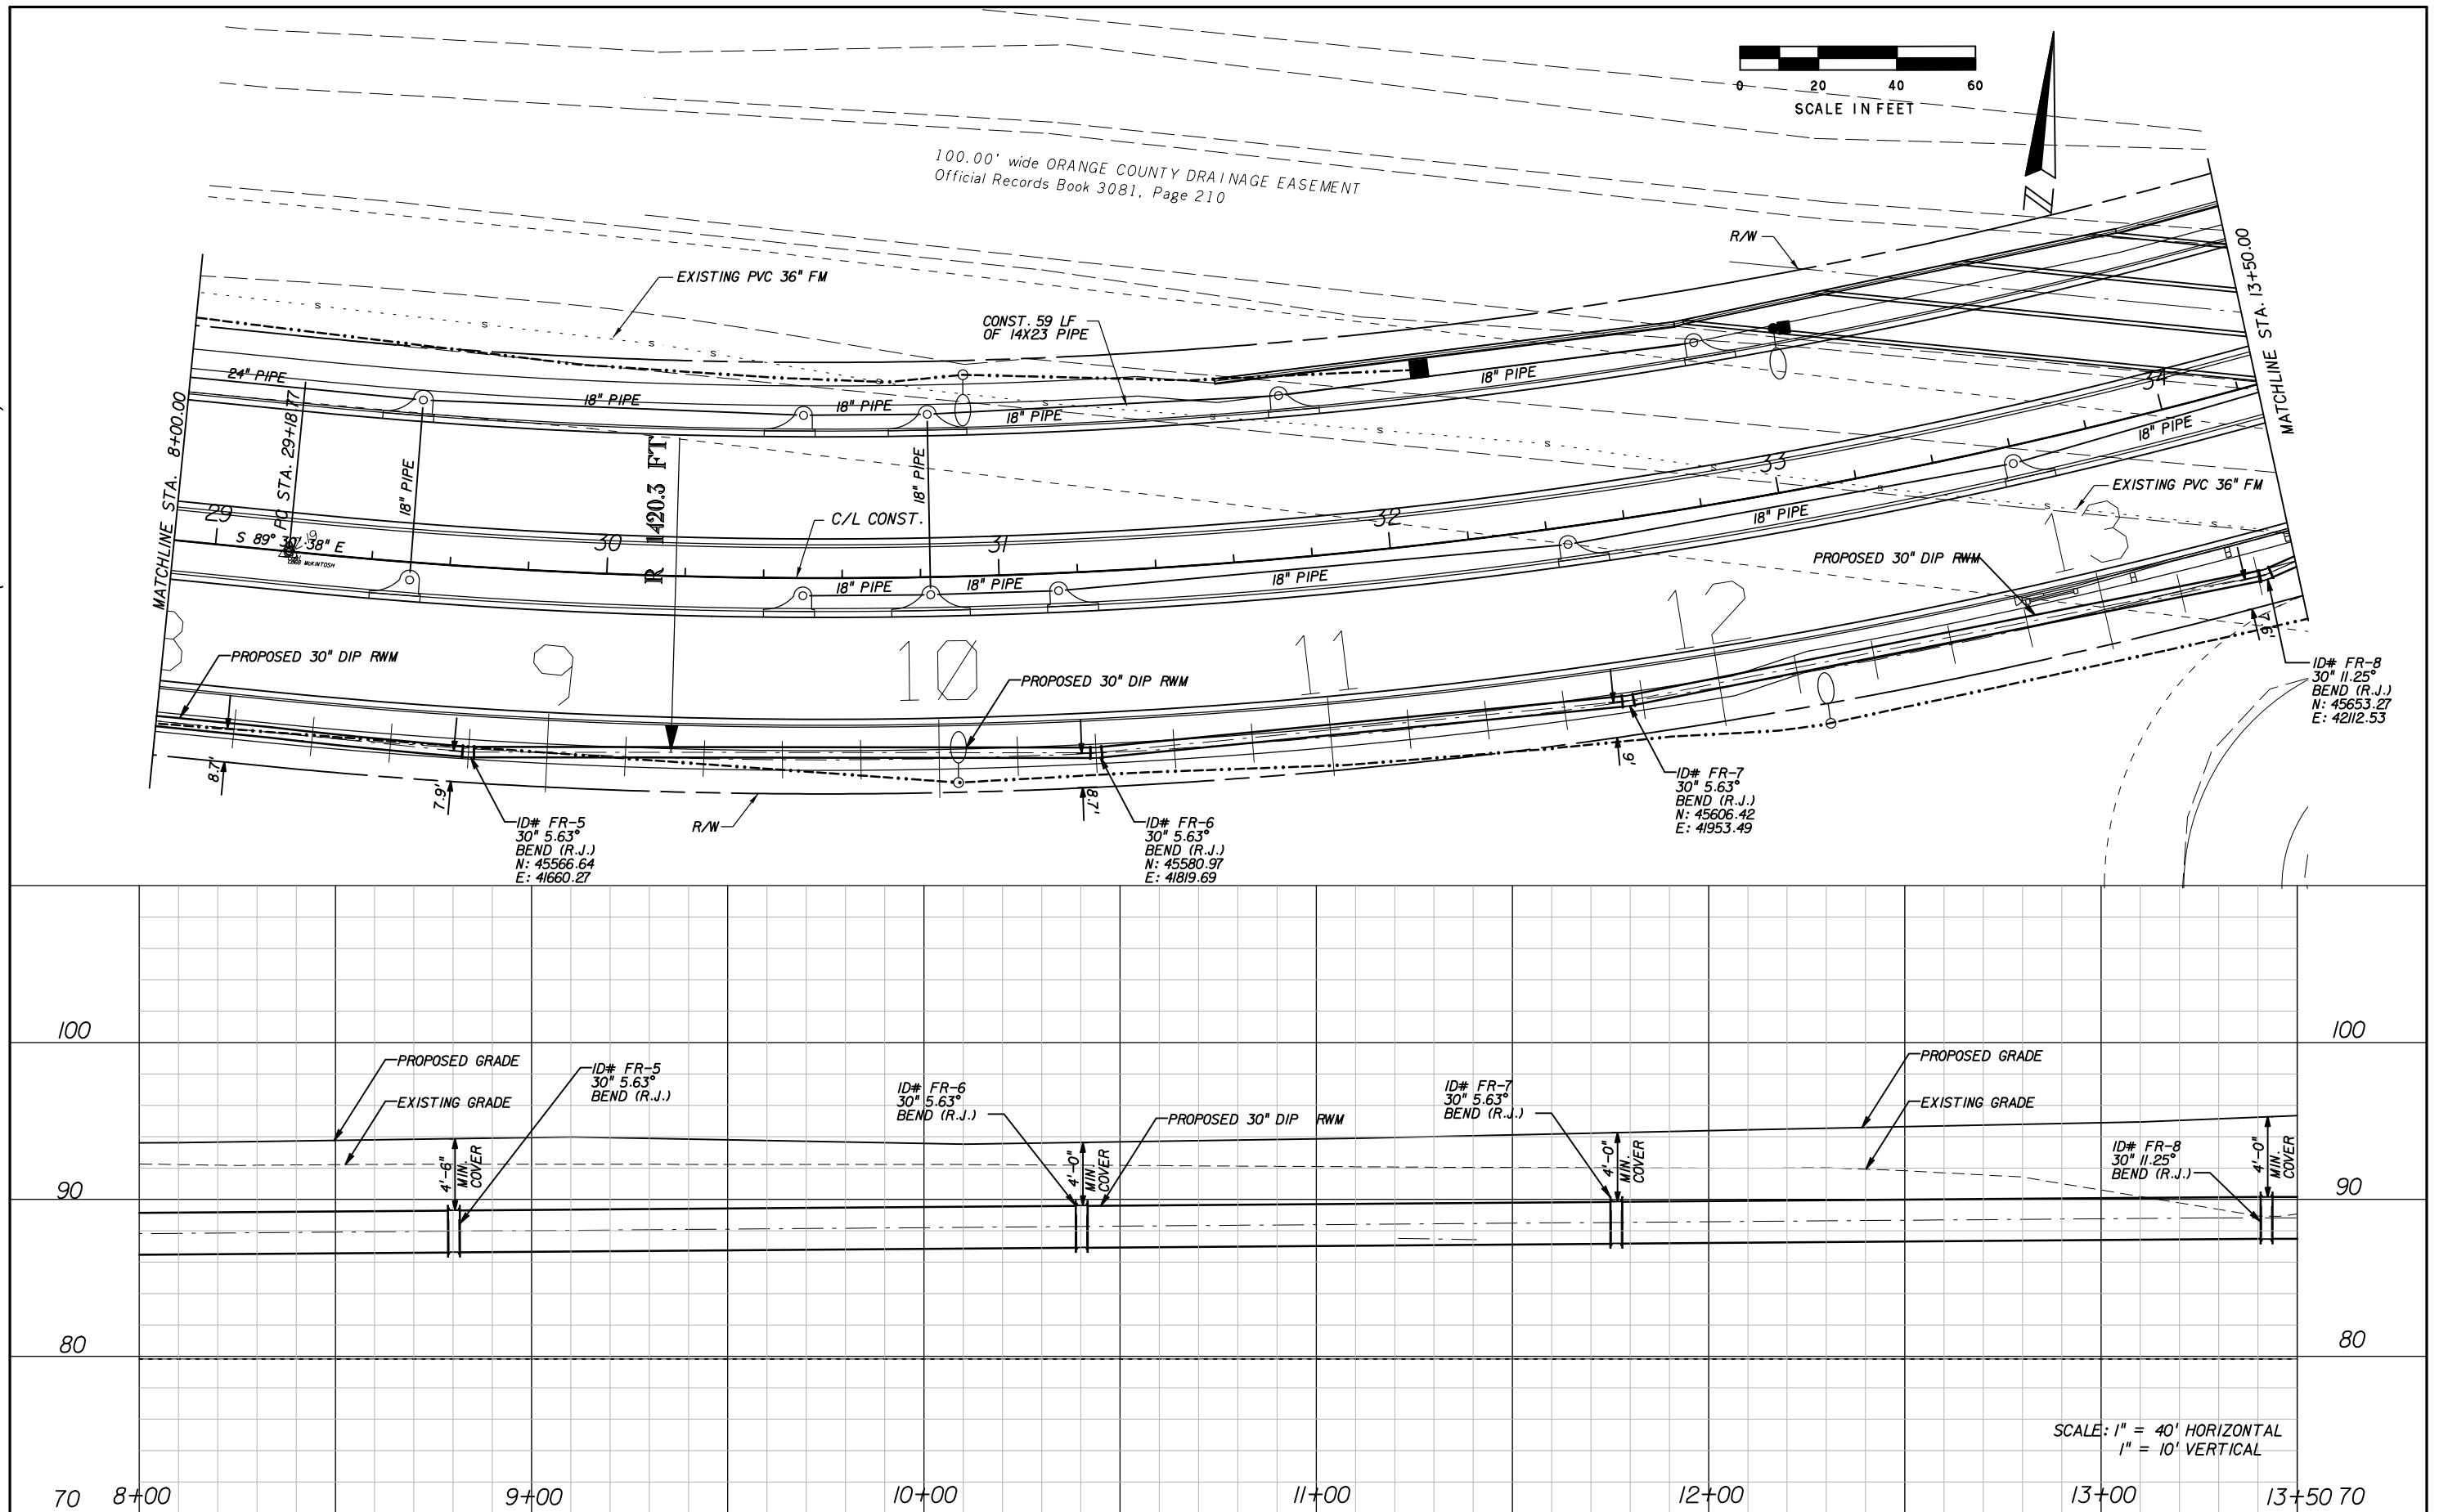 0 20 40 60
SCALE IN FEET
100.00' wide ORANGE COUNTY DRAINAGE EASEMENT
Official Records Book 3081, Page 210
N
R/W
EXISTING PVC 36" FM
CONST. 59 LF
OF 14X23 PIPE
MATCHLINE STA. 13+50.00
MATCHLINE STA. 8+00.00
24" PIPE
18" PIPE
18" PIPE
18" PIPE
18" PIPE
PC STA. 29+18.77
18" PIPE
R 1420.3 FT
18" PIPE
34
18" PIPE
33
EXISTING PVC 36" FM
18" PIPE
29
S 89° 30' 38" E
30
C/L CONST.
31
32
18" PIPE
18" PIPE
18" PIPE
PROPOSED 30" DIP RWM
13
12
11
10
9
8
PROPOSED 30" DIP RWM
PROPOSED 30" DIP RWM
8.7'
7.9'
8.7'
9'
7.6'
R/W
ID# FR-5
30" 5.63°
BEND (R.J.)
N: 45566.64
E: 41660.27
ID# FR-6
30" 5.63°
BEND (R.J.)
N: 45580.97
E: 41819.69
ID# FR-7
30" 5.63°
BEND (R.J.)
N: 45606.42
E: 41953.49
ID# FR-8
30" 11.25°
BEND (R.J.)
N: 45653.27
E: 42112.53
100
100
PROPOSED GRADE
EXISTING GRADE
ID# FR-5
30" 5.63°
BEND (R.J.)
4'-6"
MIN.
COVER
ID# FR-6
30" 5.63°
BEND (R.J.)
4'-0"
MIN.
COVER
PROPOSED 30" DIP RWM
ID# FR-7
30" 5.63°
BEND (R.J.)
4'-0"
MIN.
COVER
PROPOSED GRADE
EXISTING GRADE
ID# FR-8
30" 11.25°
BEND (R.J.)
4'-0"
MIN.
COVER
90
90
80
80
SCALE: 1" = 40' HORIZONTAL
1" = 10' VERTICAL
70 8+00 9+00 10+00 11+00 12+00 13+00 13+50 70